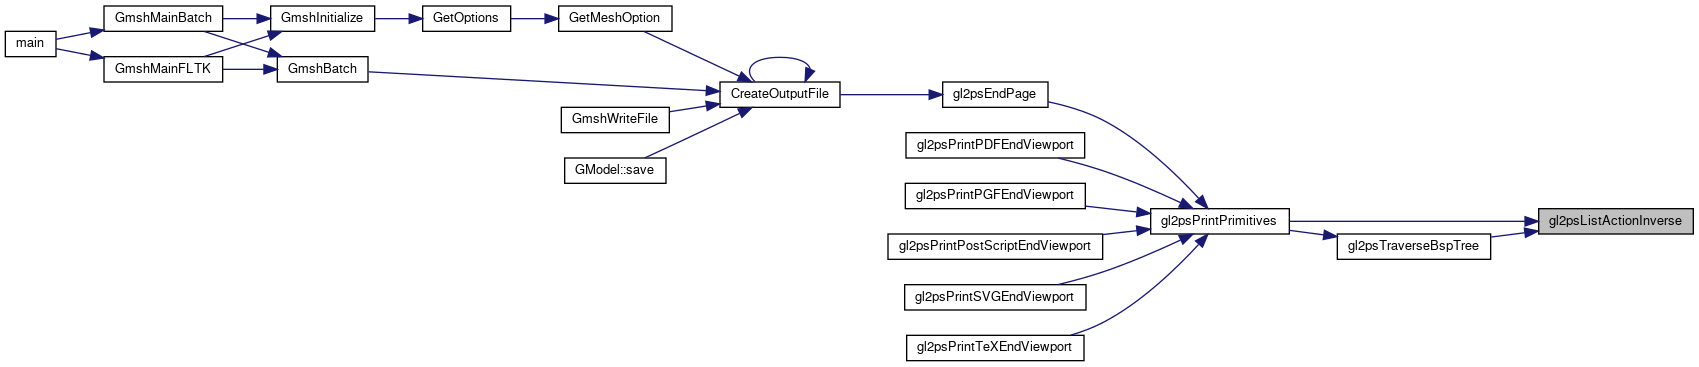 main
GmshMainBatch
GmshMainFLTK
GmshInitialize
GmshBatch
GetOptions
GetMeshOption
GmshWriteFile
GModel::save
CreateOutputFile
gl2psEndPage
gl2psPrintPDFEndViewport
gl2psPrintPGFEndViewport
gl2psPrintPostScriptEndViewport
gl2psPrintSVGEndViewport
gl2psPrintTeXEndViewport
gl2psPrintPrimitives
gl2psTraverseBspTree
gl2psListActionInverse